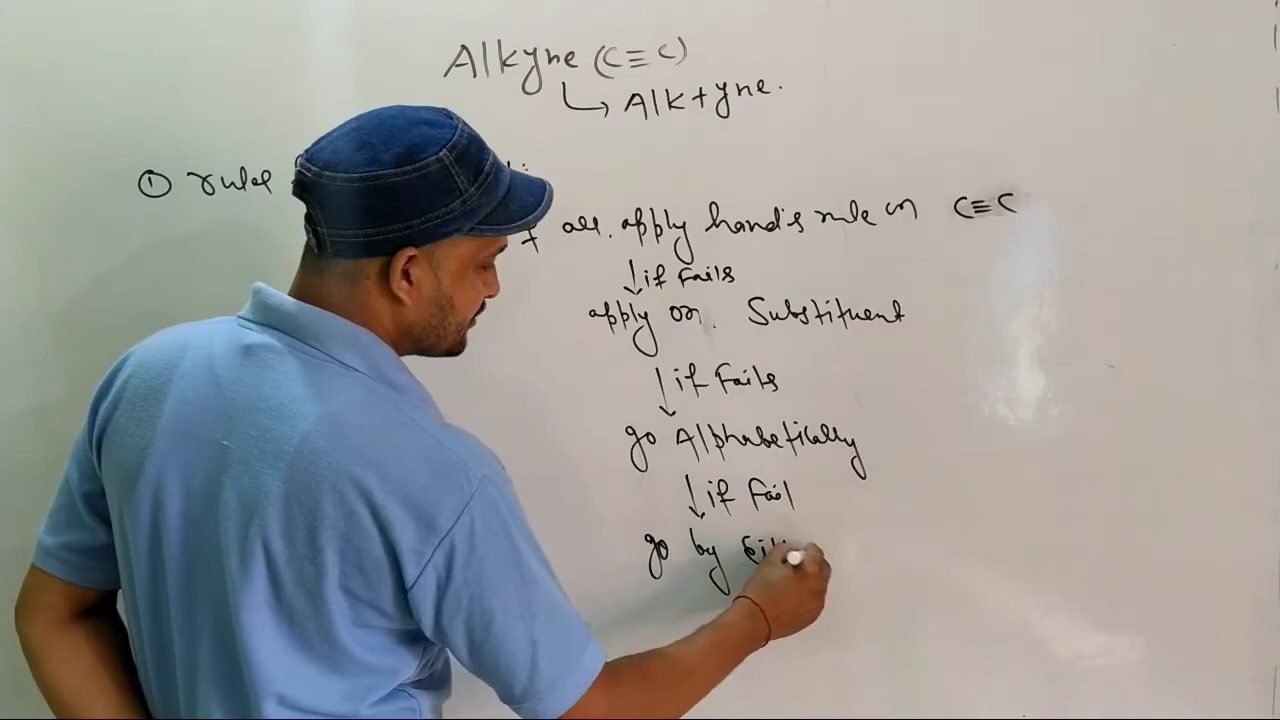 Alkyne (C≡C)
↳ Alk+yne.
① rules
all. apply hand's rule on C≡C
↓ if Fails
apply on. Substituent
↓ if Fails
go Alphabetically
↓ if Fail
go by